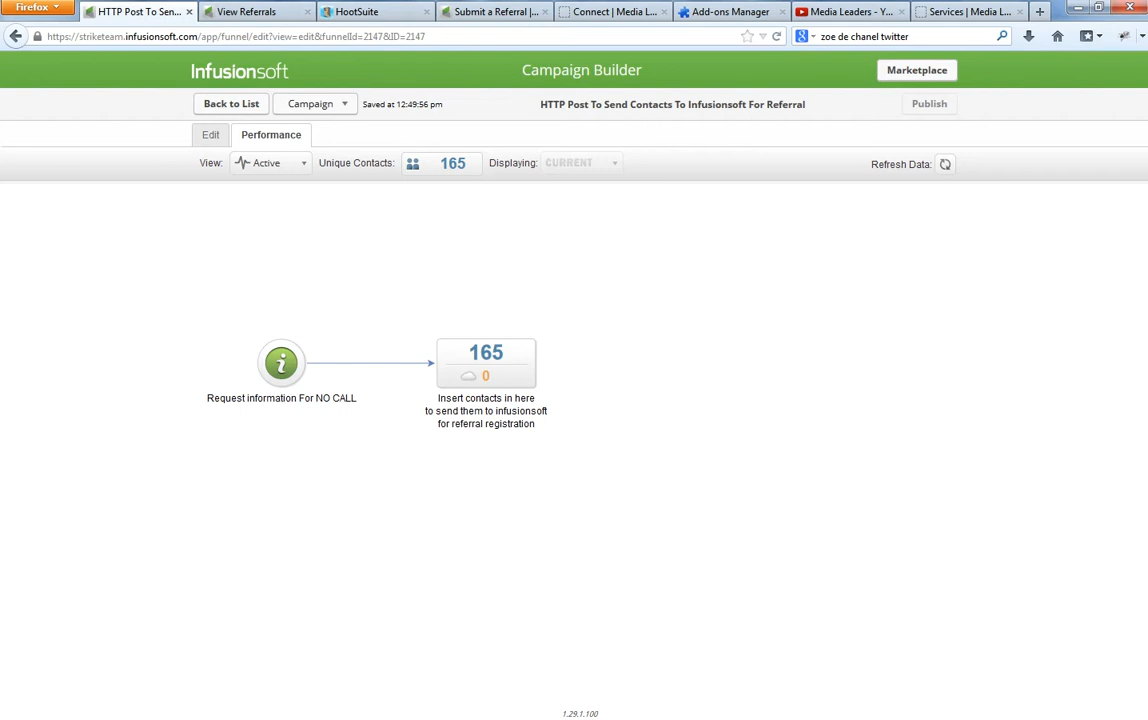 Firefox
HTTP Post To Sen... × View Referrals × HootSuite × Submit a Referral |... × Connect | Media L... × Add-ons Manager × Media Leaders - Y... × Services | Media L... × +
https://striketeam.infusionsoft.com/app/funnel/edit?view=edit&funnelId=2147&ID=2147
zoe de chanel twitter
Infusionsoft
Campaign Builder
Marketplace
Back to List
Campaign
Saved at 12:49:56 pm
HTTP Post To Send Contacts To Infusionsoft For Referral
Publish
Edit
Performance
View: Active
Unique Contacts: 165
Displaying: CURRENT
Refresh Data:
165
0
Request information For NO CALL
Insert contacts in here
to send them to infusionsoft
for referral registration
1.29.1.100